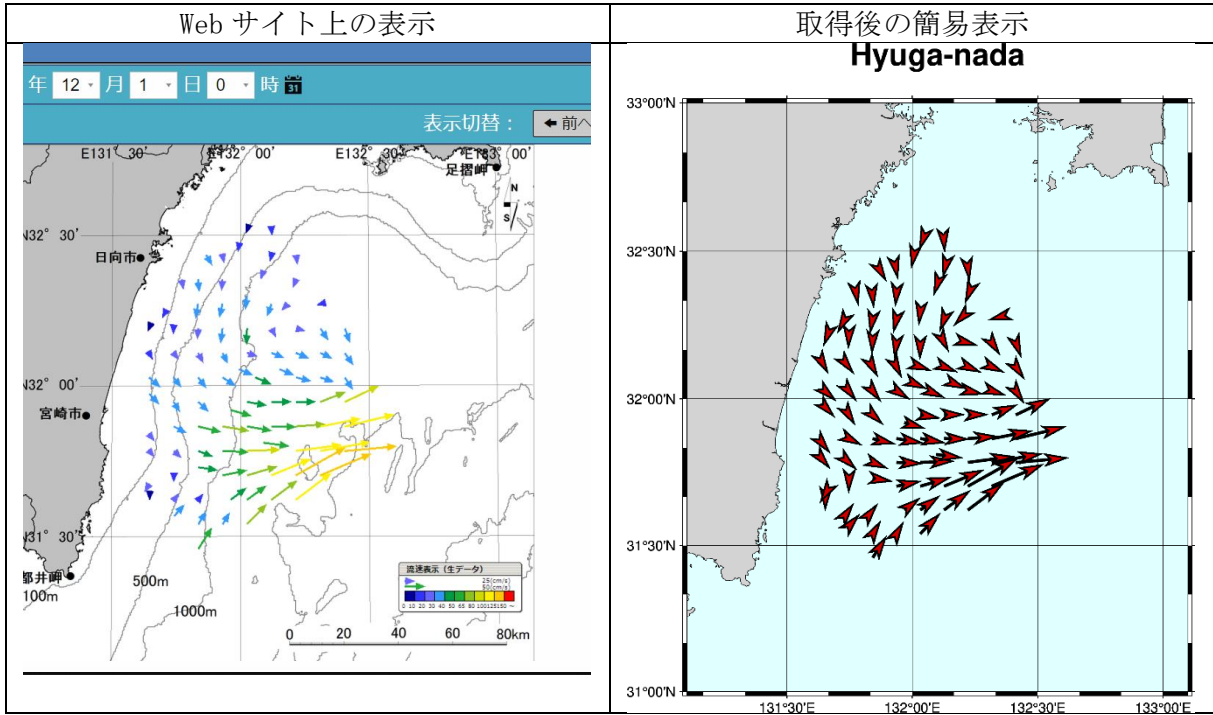 Webサイト上の表示
取得後の簡易表示
年 12 月 1 日 0 時 31
表示切替: ←前へ
E131° 30' E132° 00' E132° 30' E133° 00'
足摺岬
N
S
N32° 30'
日向市
N32° 00'
宮崎市
N31° 30'
都井岬
100m
500m
1000m
流速表示 (生データ)
25(cm/s)
50(cm/s)
0 10 20 30 40 50 65 80 100125150 ～
0 20 40 60 80km
Hyuga-nada
33°00'N
32°30'N
32°00'N
31°30'N
31°00'N
131°30'E 132°00'E 132°30'E 133°00'E